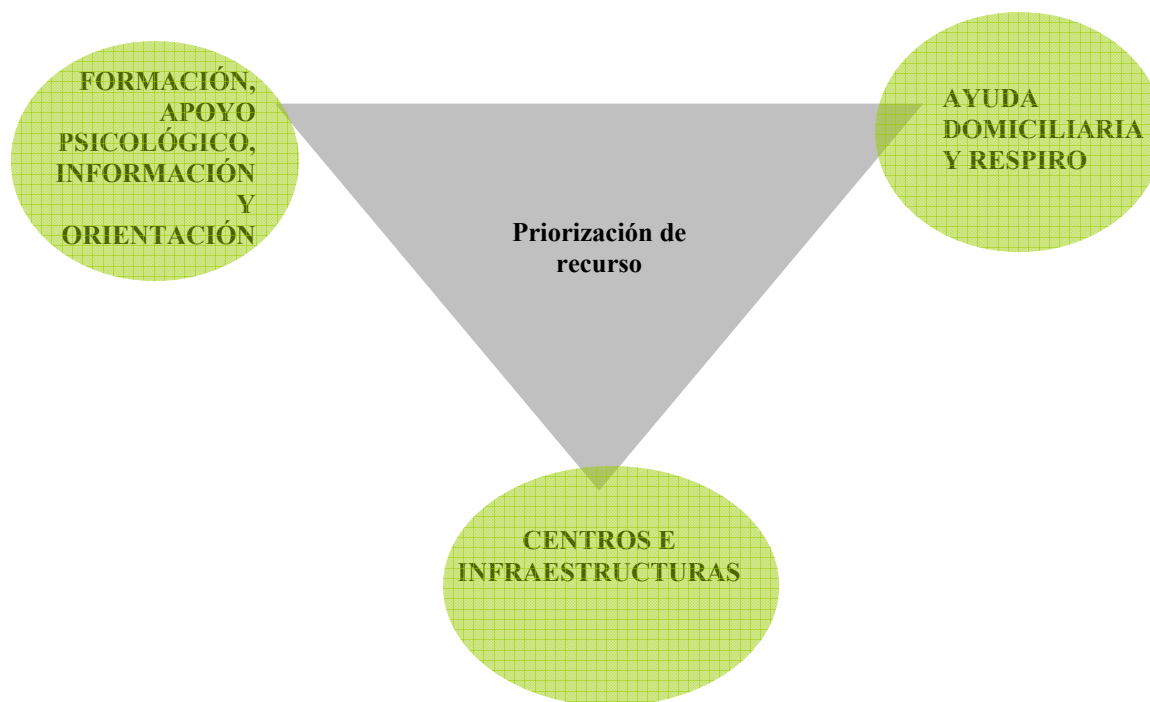 FORMACIÓN,
APOYO
PSICOLÓGICO,
INFORMACIÓN
Y
ORIENTACIÓN
AYUDA
DOMICILIARIA
Y RESPIRO
Priorización de
recurso
CENTROS E
INFRAESTRUCTURAS